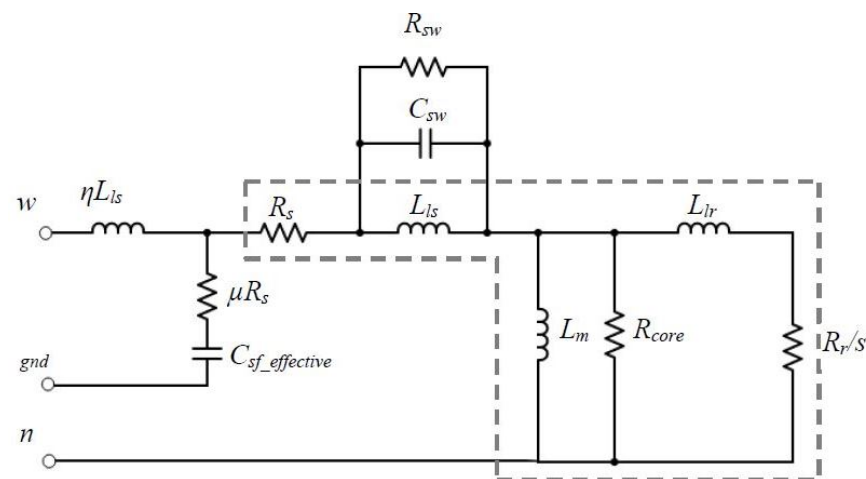 R_sw
C_sw
w
ηL_ls
R_s
L_ls
L_lr
μR_s
L_m
R_core
R_r/s
gnd
C_sf_effective
n